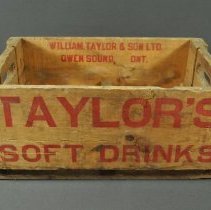 WILLIAM TAYLOR & SON LTD.
OWEN SOUND, ONT.
TAYLOR'S
SOFT DRINKS